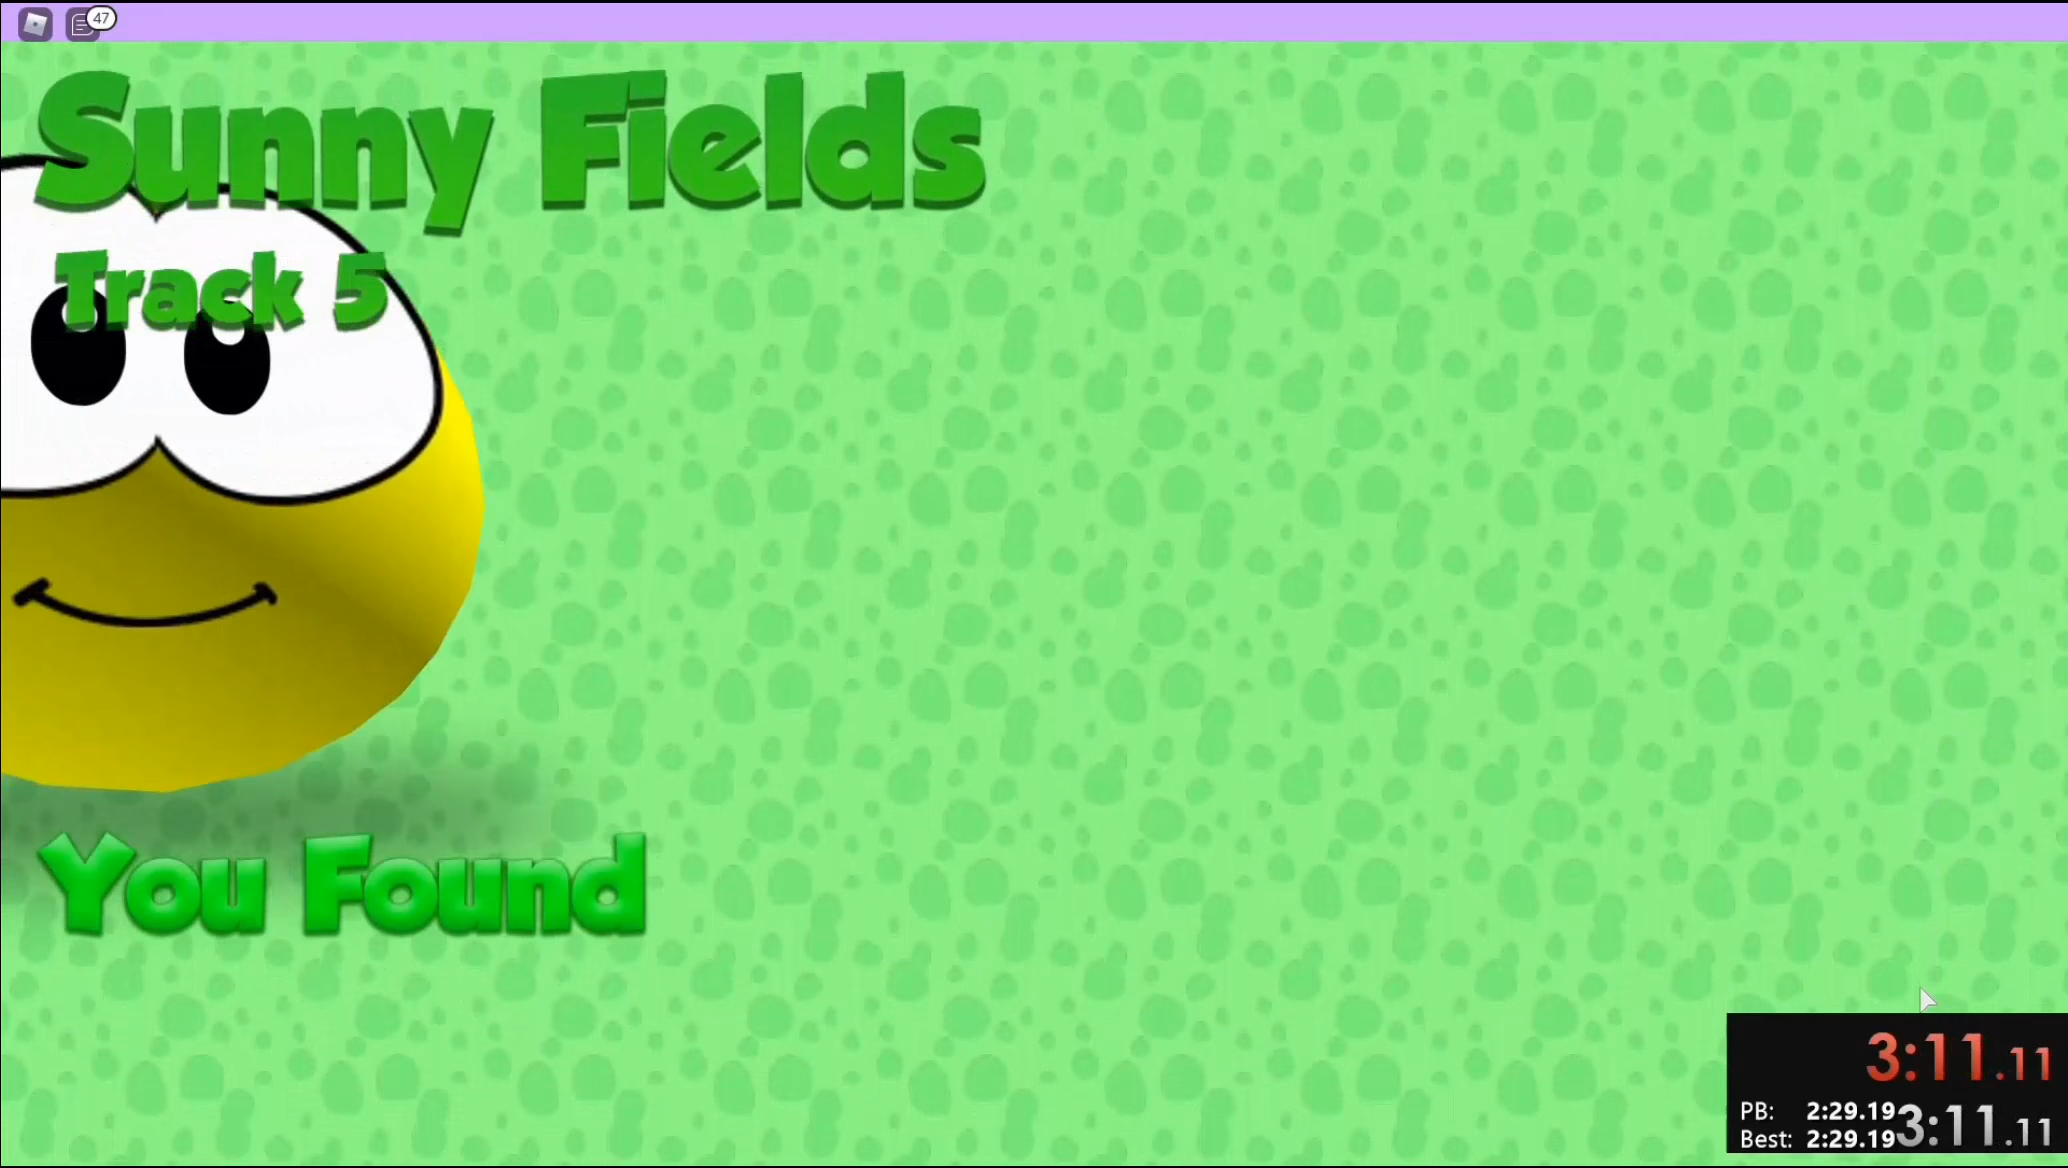 47
Sunny Fields
Track 5
You Found
3:11.11
PB: 2:29.19
3:11.11
Best: 2:29.19